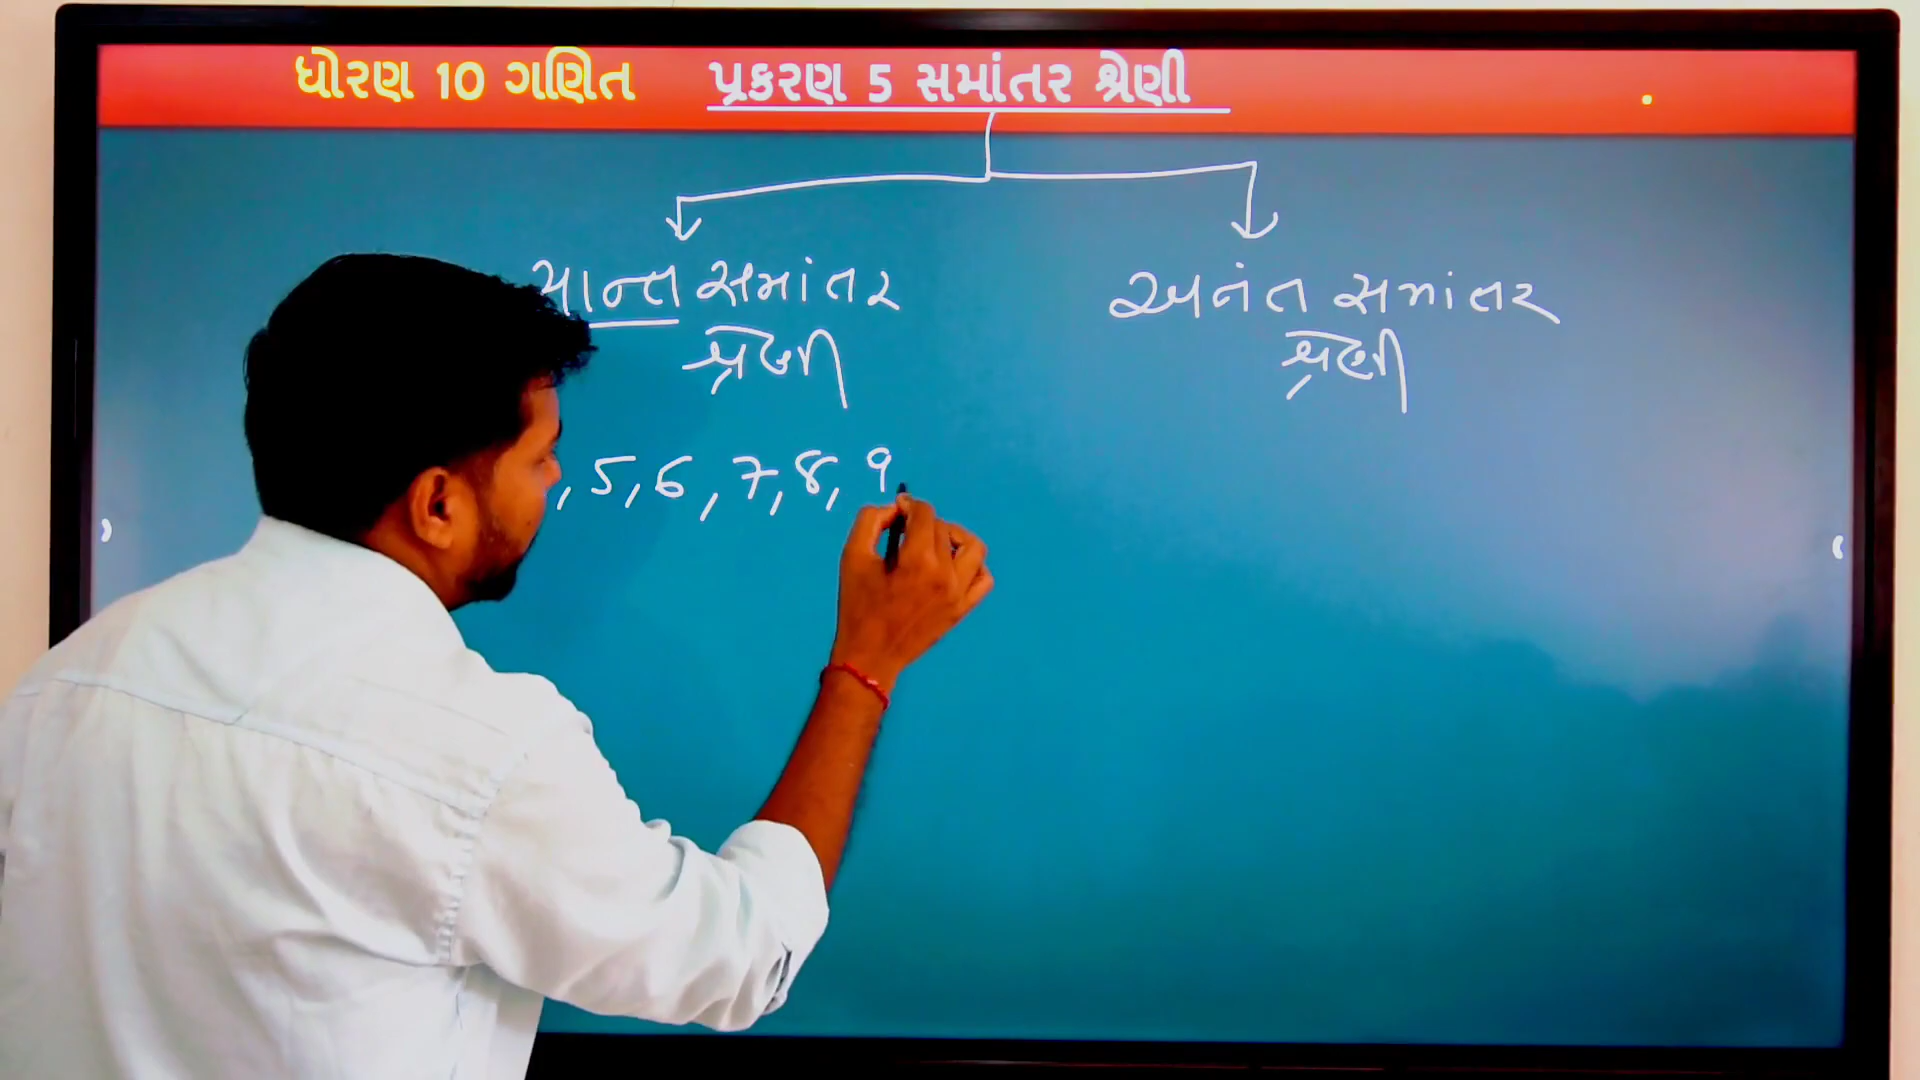 ધોરણ 10 ગણિત પ્રકરણ 5 સમાંતર શ્રેણી
સમાંતર અનંત સમાંતર
શ્રેણી શ્રેણી
, 5, 6, 7, 8, 9